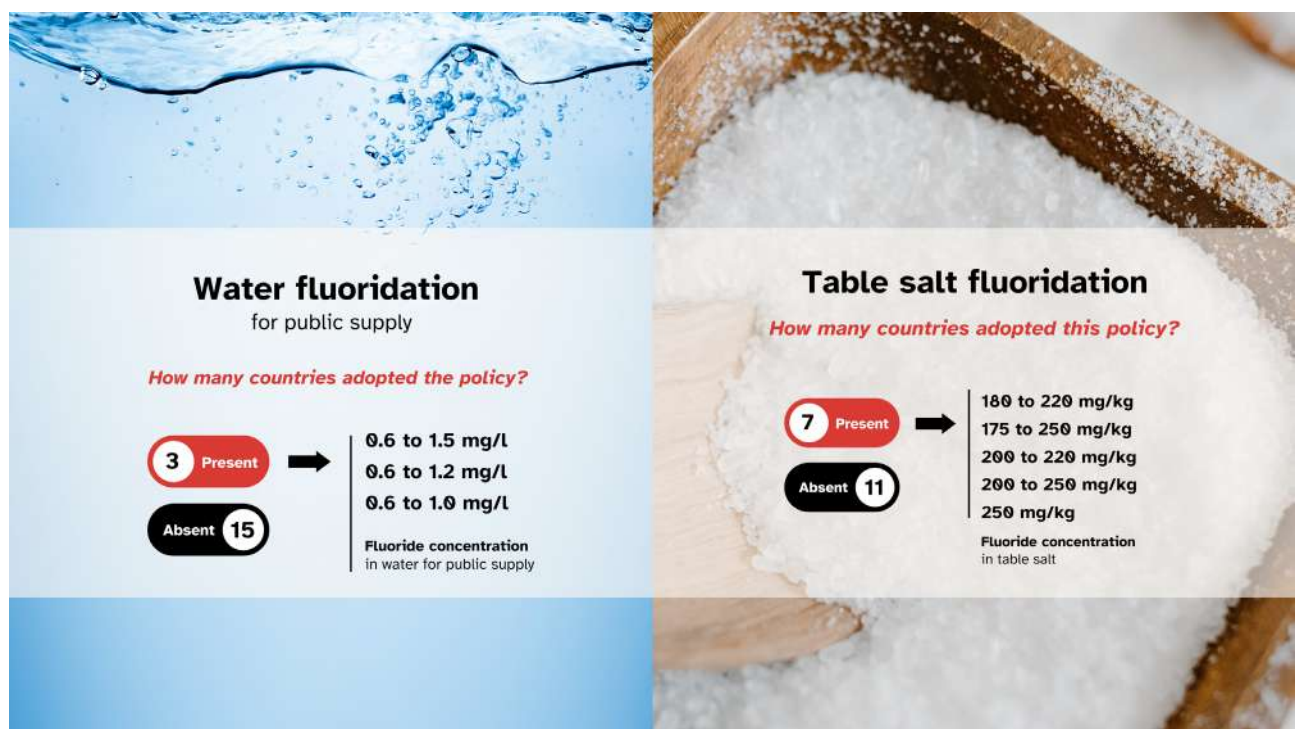 Water fluoridation
for public supply
How many countries adopted the policy?
3 Present
Absent 15
0.6 to 1.5 mg/l
0.6 to 1.2 mg/l
0.6 to 1.0 mg/l
Fluoride concentration
in water for public supply
Table salt fluoridation
How many countries adopted this policy?
7 Present
Absent 11
180 to 220 mg/kg
175 to 250 mg/kg
200 to 220 mg/kg
200 to 250 mg/kg
250 mg/kg
Fluoride concentration
in table salt